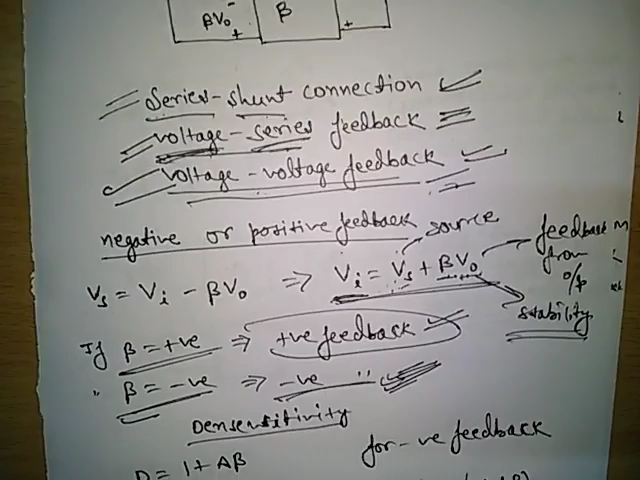 βV₀ - + β +
Series-shunt connection
voltage-series feedback
voltage-voltage feedback
negative or positive feedback
source
feedback from o/p
Vs = Vi - βV₀ ⇒ Vi = Vs + βV₀
stability
If β = +ve ⇒ +ve feedback
" β = -ve ⇒ -ve "
Densensitivity
D = 1 + Aβ
for -ve feedback